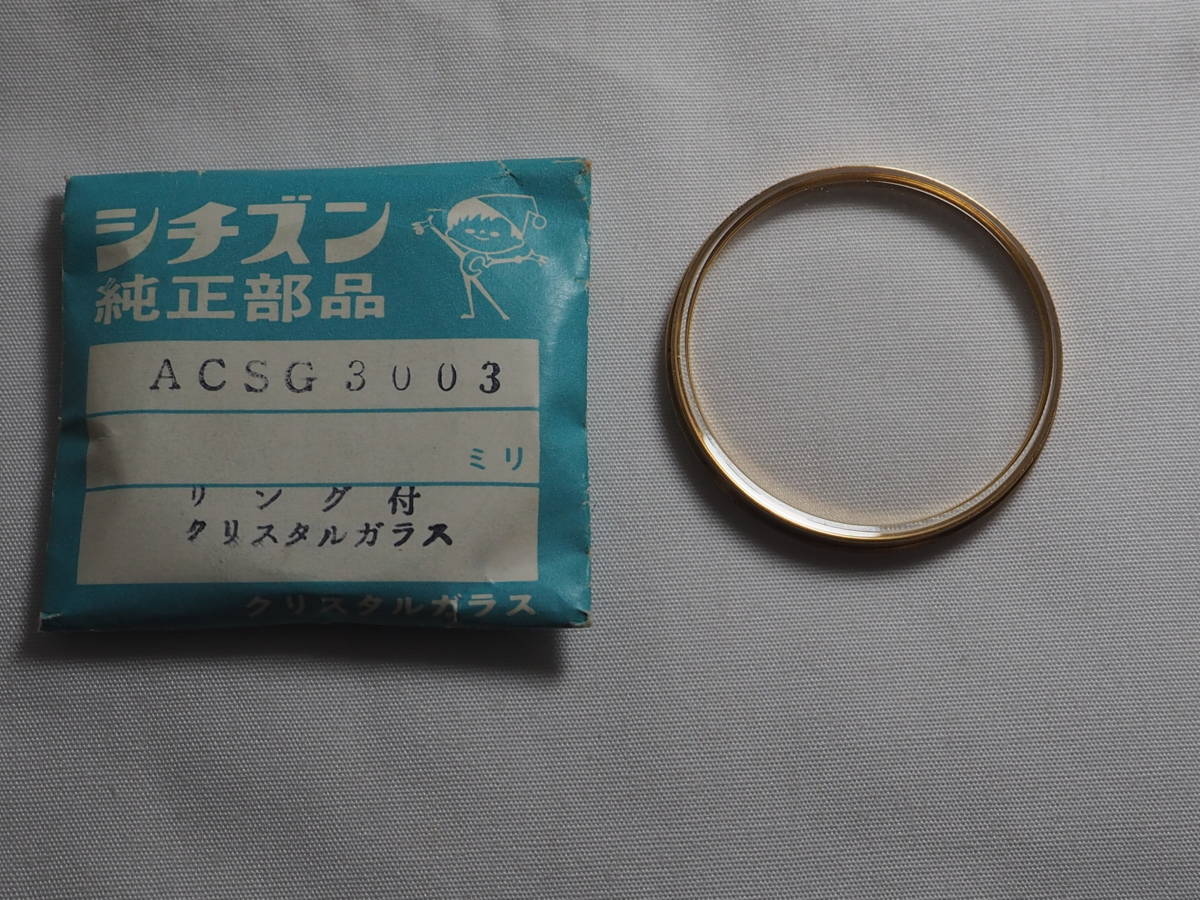 シチズン
純正部品
ACSG 3003
ミリ
リング付
クリスタルガラス
クリスタルガラス